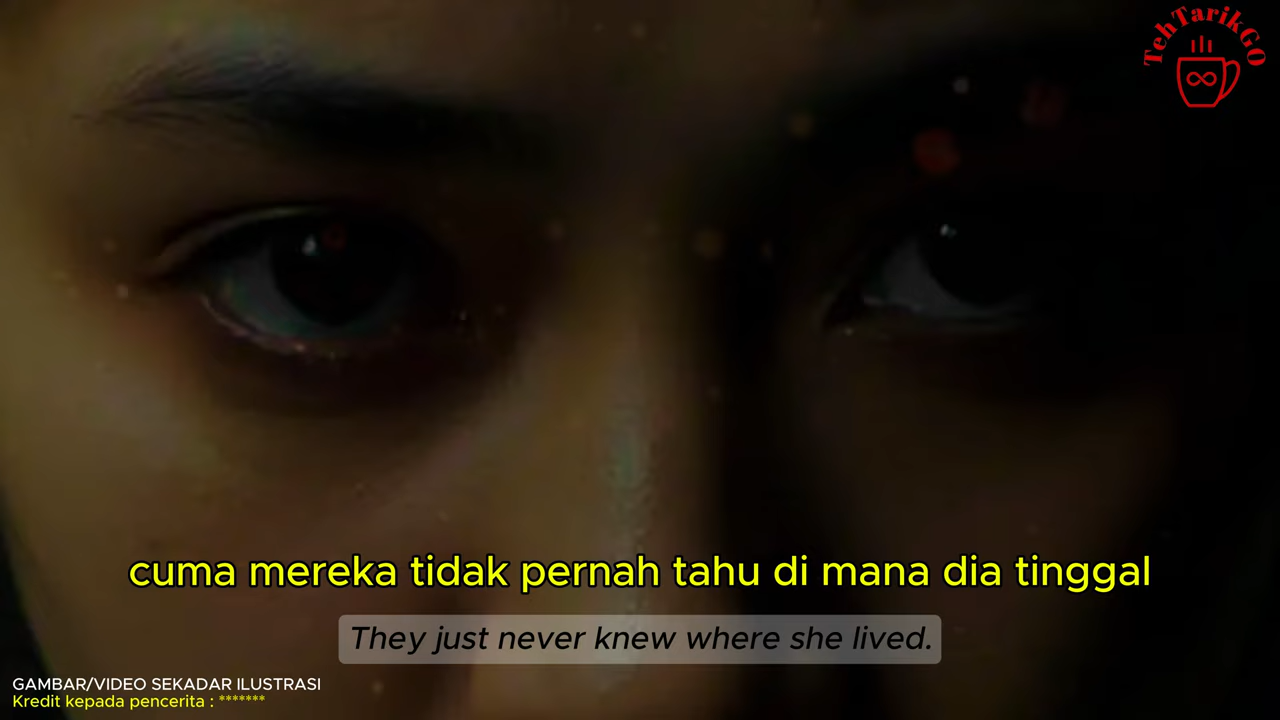 TehTarikGO
cuma mereka tidak pernah tahu di mana dia tinggal
They just never knew where she lived.
GAMBAR/VIDEO SEKADAR ILUSTRASI
Kredit kepada pencerita : *******